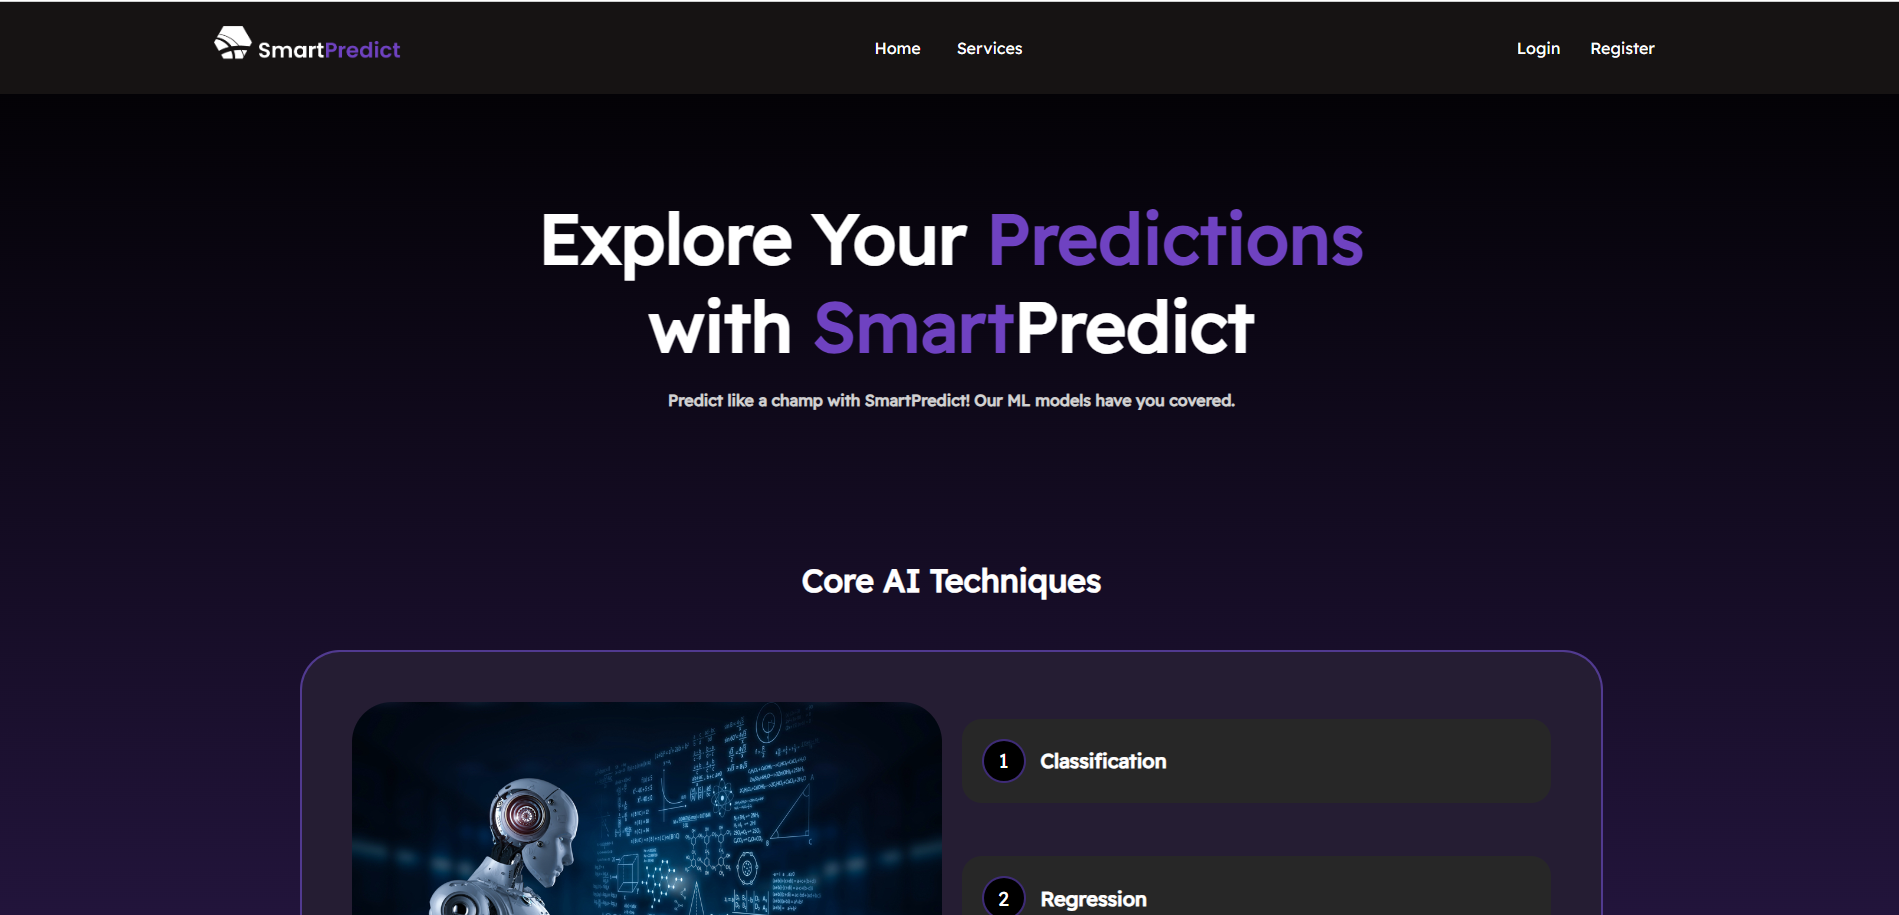 SmartPredict
Home
Services
Login
Register
Explore Your Predictions
with SmartPredict
Predict like a champ with SmartPredict! Our ML models have you covered.
Core AI Techniques
1
Classification
2
Regression